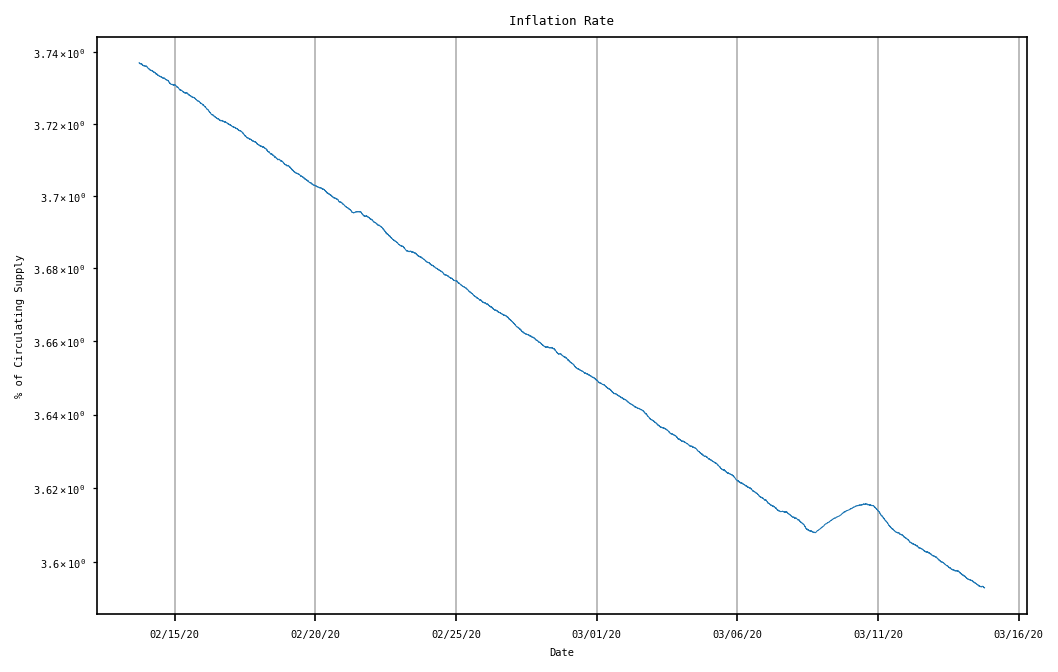 Inflation Rate
3.74×10⁰
3.72×10⁰
3.7×10⁰
3.68×10⁰
3.66×10⁰
3.64×10⁰
3.62×10⁰
3.6×10⁰
% of Circulating Supply
02/15/20 02/20/20 02/25/20 03/01/20 03/06/20 03/11/20 03/16/20
Date